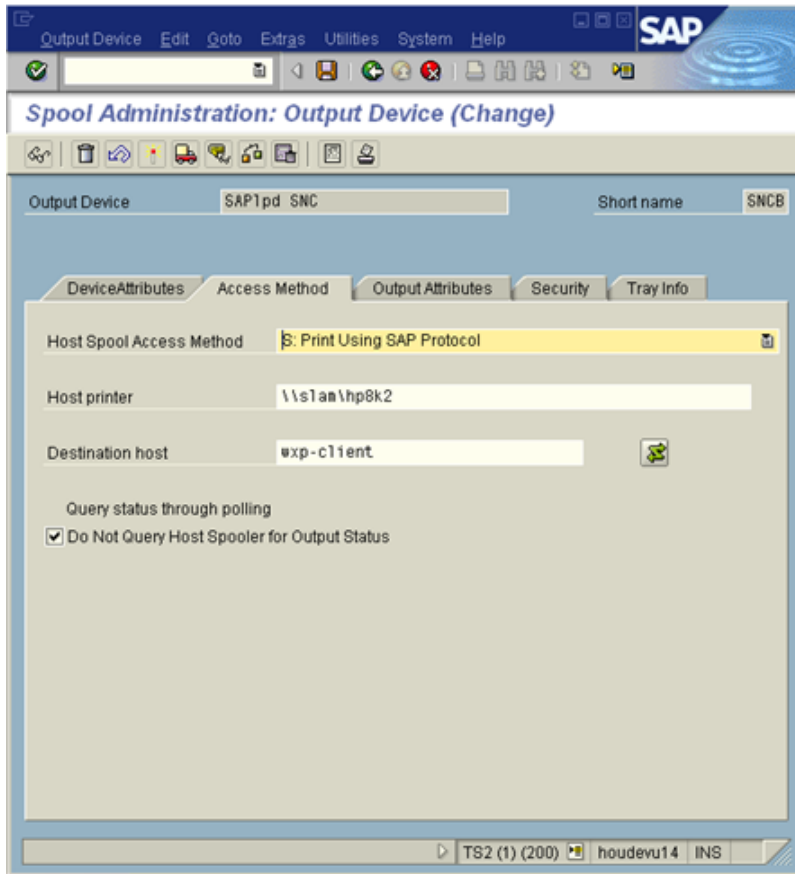 Output Device Edit Goto Extras Utilities System Help
SAP
Spool Administration: Output Device (Change)
Output Device SAPlpd SNC Short name SNCB
DeviceAttributes Access Method Output Attributes Security Tray Info
Host Spool Access Method S: Print Using SAP Protocol
Host printer \\slam\hp8k2
Destination host wxp-client
Query status through polling
Do Not Query Host Spooler for Output Status
TS2 (1) (200) houdevu14 INS